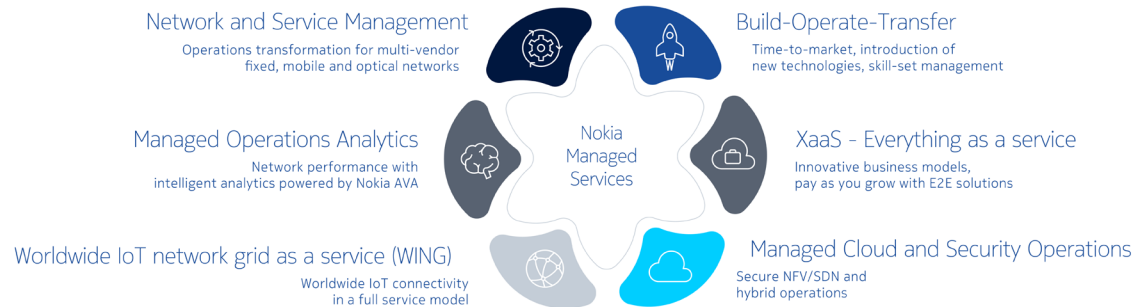 Network and Service Management
Operations transformation for multi-vendor
fixed, mobile and optical networks
Build-Operate-Transfer
Time-to-market, introduction of
new technologies, skill-set management
Managed Operations Analytics
Network performance with
intelligent analytics powered by Nokia AVA
Nokia
Managed
Services
XaaS - Everything as a service
Innovative business models,
pay as you grow with E2E solutions
Worldwide IoT network grid as a service (WING)
Worldwide IoT connectivity
in a full service model
Managed Cloud and Security Operations
Secure NFV/SDN and
hybrid operations